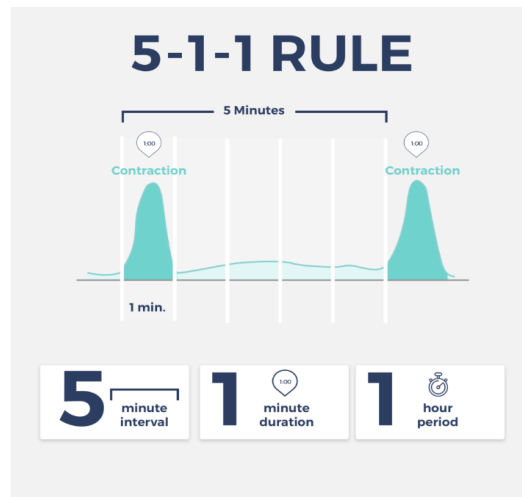 5-1-1 RULE
5 Minutes
1:00
1:00
Contraction
Contraction
1 min.
5
minute
interval
1
1:00
minute
duration
1
hour
period